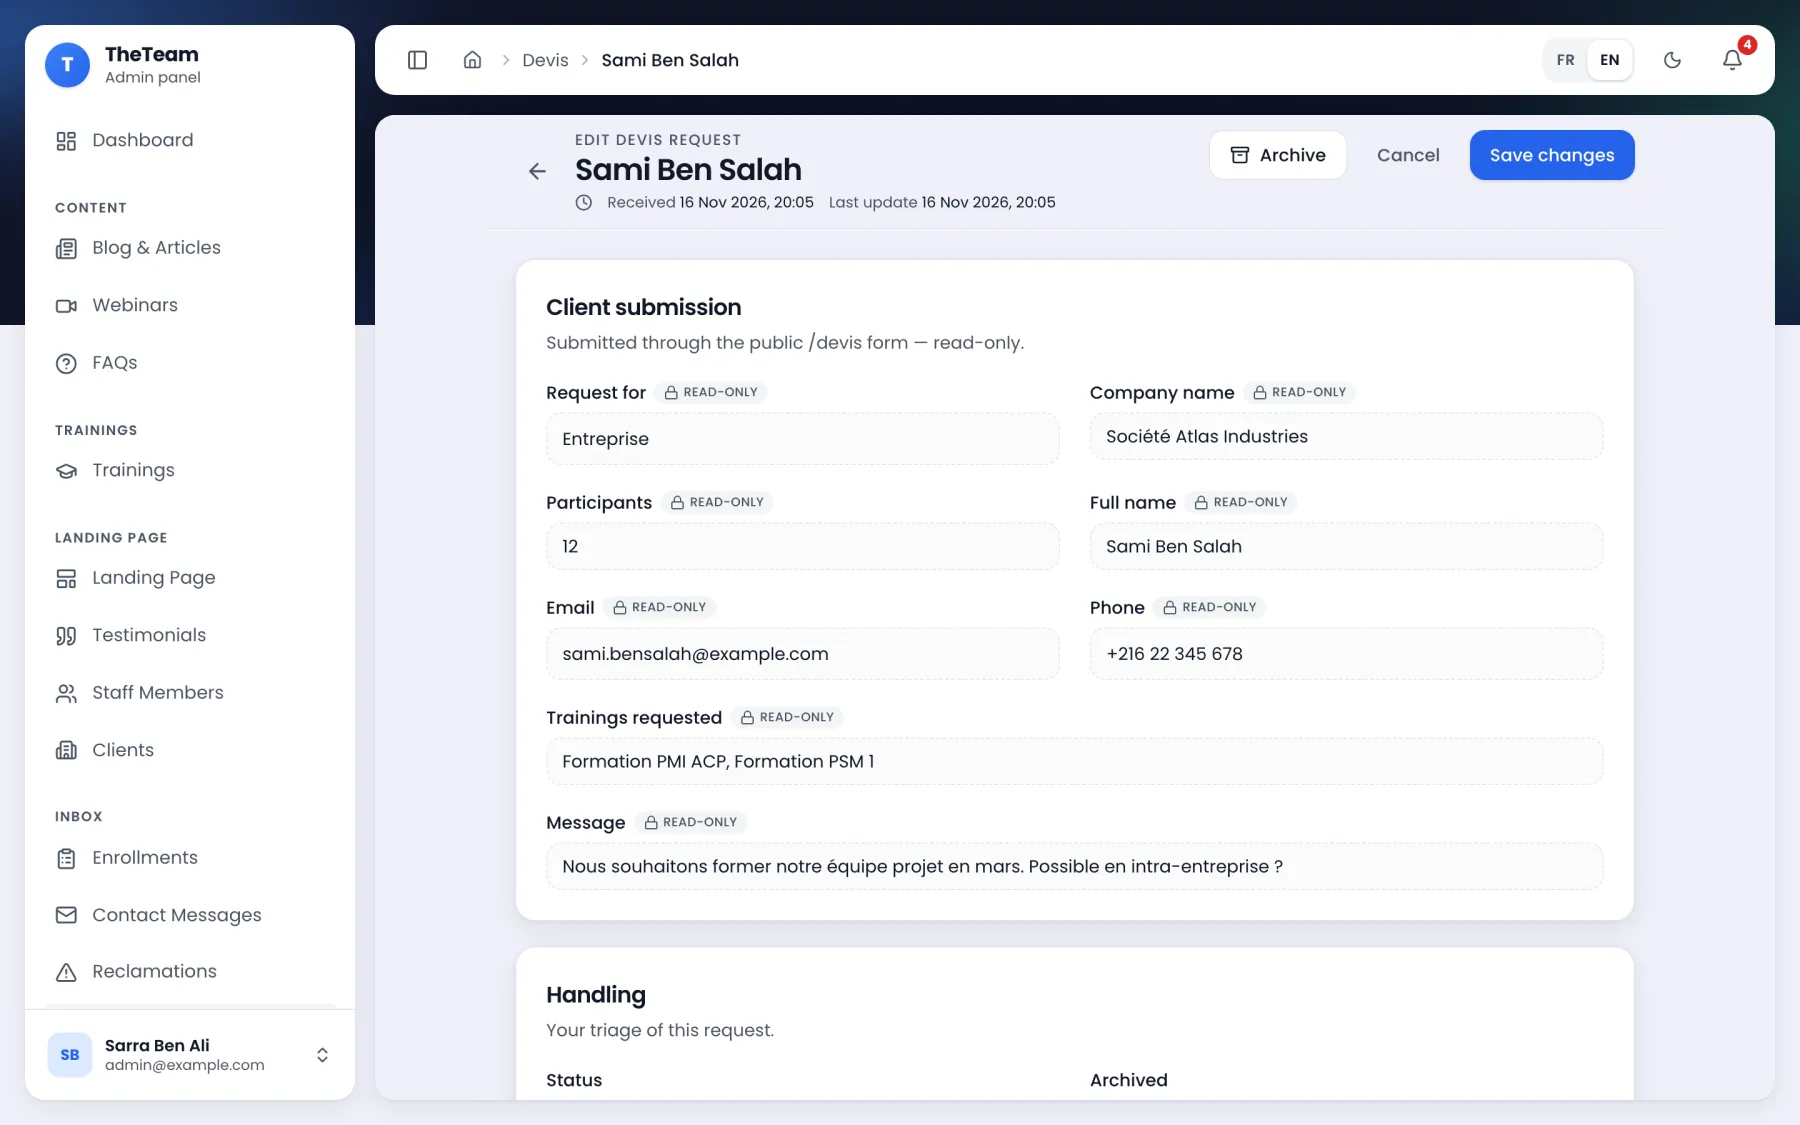 T
TheTeam
Admin panel
Dashboard
CONTENT
Blog & Articles
Webinars
FAQs
TRAININGS
Trainings
LANDING PAGE
Landing Page
Testimonials
Staff Members
Clients
INBOX
Enrollments
Contact Messages
Reclamations
SB
Sarra Ben Ali
admin@example.com
Devis
Sami Ben Salah
FR EN
4
EDIT DEVIS REQUEST
Sami Ben Salah
Received 16 Nov 2026, 20:05 Last update 16 Nov 2026, 20:05
Archive
Cancel
Save changes
Client submission
Submitted through the public /devis form — read-only.
Request for READ-ONLY
Entreprise
Company name READ-ONLY
Société Atlas Industries
Participants READ-ONLY
12
Full name READ-ONLY
Sami Ben Salah
Email READ-ONLY
sami.bensalah@example.com
Phone READ-ONLY
+216 22 345 678
Trainings requested READ-ONLY
Formation PMI ACP, Formation PSM 1
Message READ-ONLY
Nous souhaitons former notre équipe projet en mars. Possible en intra-entreprise ?
Handling
Your triage of this request.
Status
Archived